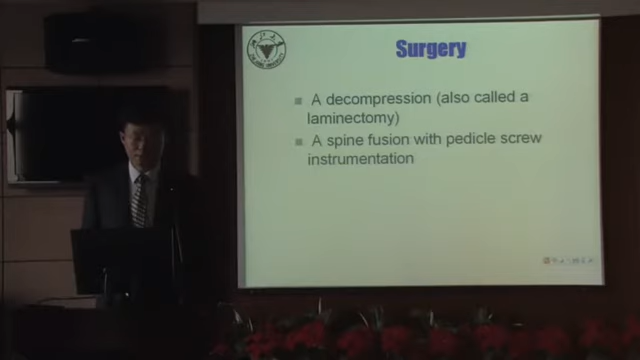 Surgery
A decompression (also called a
laminectomy)
A spine fusion with pedicle screw
instrumentation